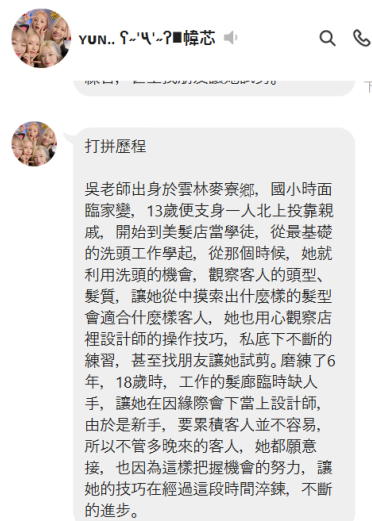 ʏᴜɴ.. ʕ˶'༥'˶ʔ■幃芯
打拼歷程
吳老師出身於雲林麥寮鄉，國小時面
臨家變，13歲便支身一人北上投靠親
戚，開始到美髮店當學徒，從最基礎
的洗頭工作學起，從那個時候，她就
利用洗頭的機會，觀察客人的頭型、
髮質，讓她從中摸索出什麼樣的髮型
會適合什麼樣客人，她也用心觀察店
裡設計師的操作技巧，私底下不斷的
練習，甚至找朋友讓她試剪。磨練了6
年，18歲時，工作的髮廊臨時缺人
手，讓她在因緣際會下當上設計師，
由於是新手，要累積客人並不容易，
所以不管多晚來的客人，她都願意
接，也因為這樣把握機會的努力，讓
她的技巧在經過這段時間淬鍊，不斷
的進步。